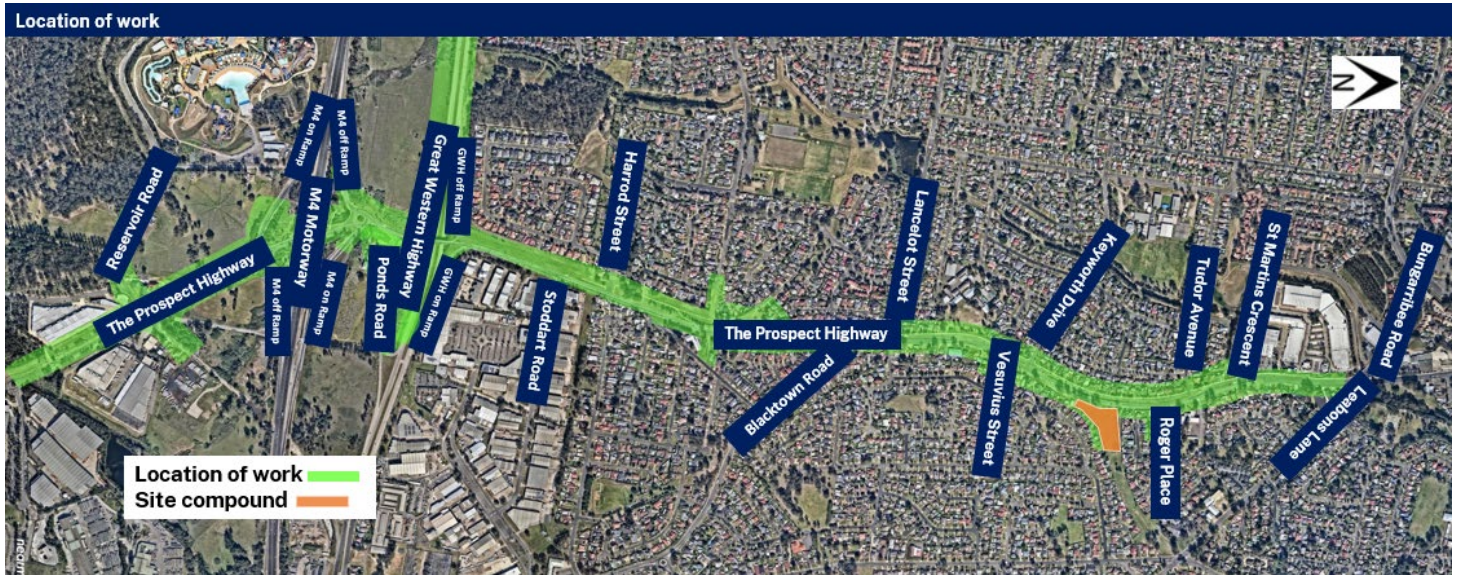 Location of work
N
Reservoir Road
The Prospect Highway
M4 on Ramp
M4 off Ramp
M4 Motorway
M4 off Ramp
M4 on Ramp
Ponds Road
Great Western Highway
GWH off Ramp
GWH on Ramp
Stoddart Road
Harrod Street
The Prospect Highway
Blacktown Road
Lancelot Street
Vesuvius Street
Keyworth Drive
Tudor Avenue
Roger Place
St Martins Crescent
Leabons Lane
Bungarribee Road
Location of work
Site compound
nearm